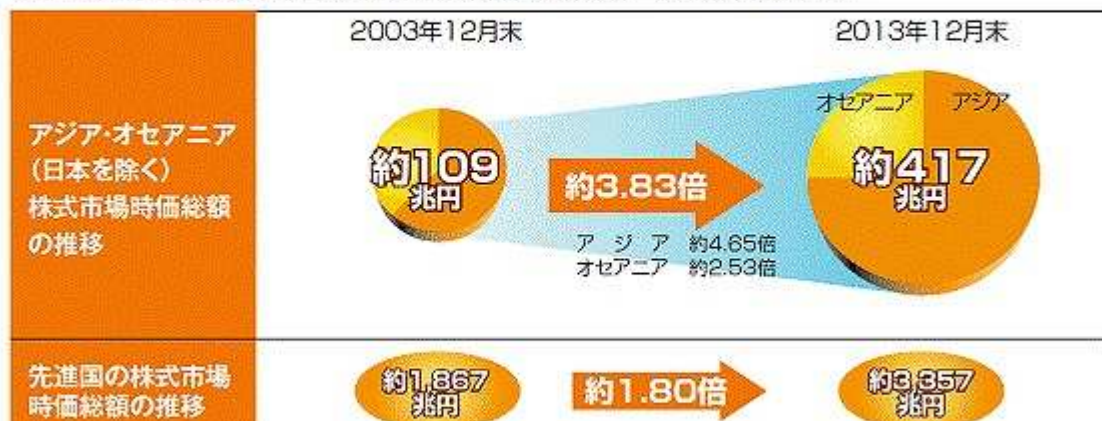 2003年12月末
2013年12月末
アジア・オセアニア
(日本を除く)
株式市場時価総額
の推移
約109
兆円
約3.83倍
ア ジ ア 約4.65倍
オセアニア 約2.53倍
オセアニア
アジア
約417
兆円
先進国の株式市場
時価総額の推移
約1,867
兆円
約1.80倍
約3,357
兆円